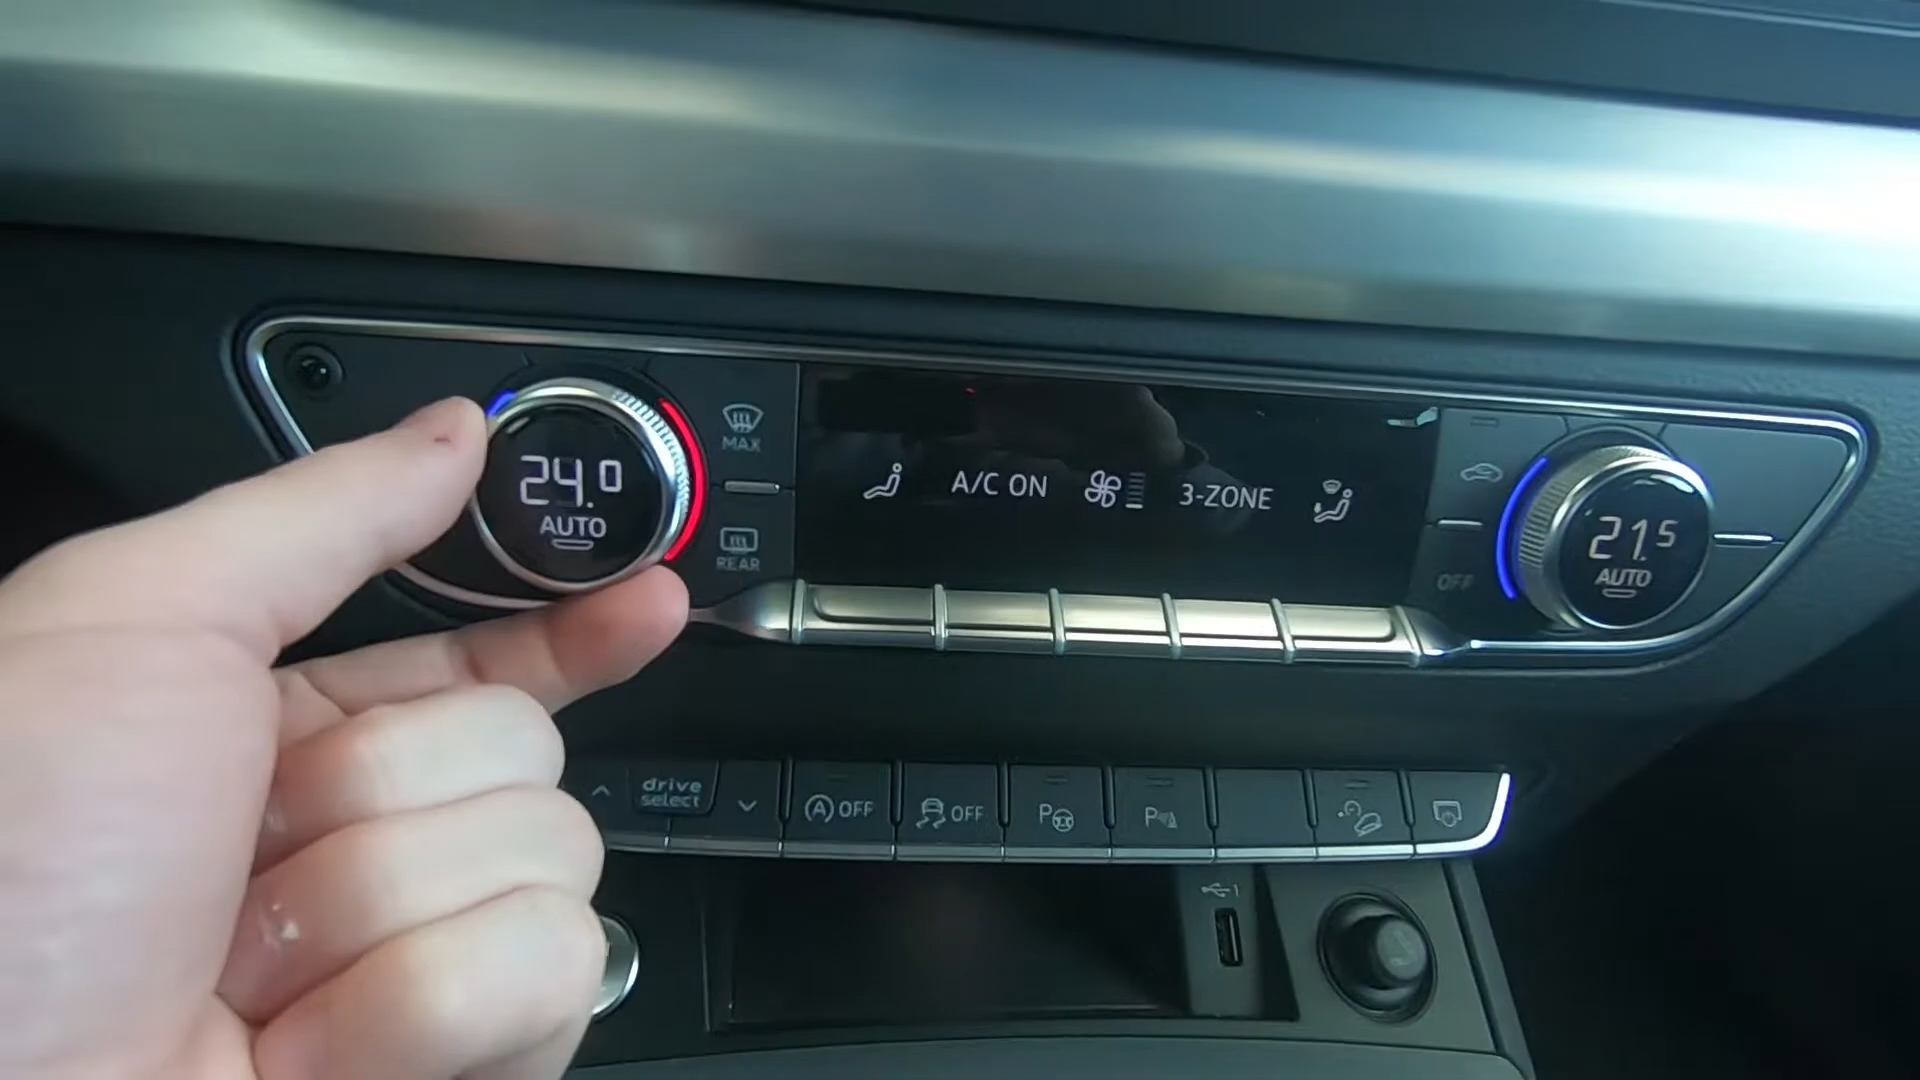 MAX
24.0
AUTO
REAR
A/C ON
3-ZONE
OFF
21.5
AUTO
drive
select
A OFF
OFF
P
P
1